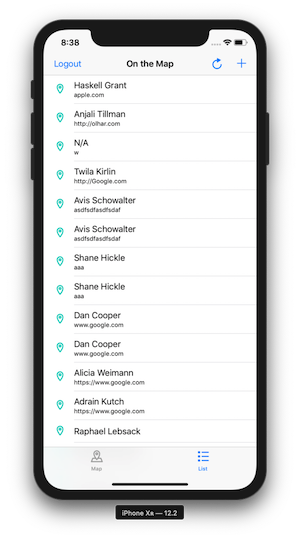 8:38
Logout On the Map
Haskell Grant
apple.com
Anjali Tillman
http://olhar.com
N/A
w
Twila Kirlin
http://Google.com
Avis Schowalter
asdfsdfasdfsdaf
Avis Schowalter
asdfsdfasdfsdaf
Shane Hickle
aaa
Shane Hickle
aaa
Dan Cooper
www.google.com
Dan Cooper
www.google.com
Alicia Weimann
https://www.google.com
Adrain Kutch
https://www.google.com
Raphael Lebsack
Map List
iPhone Xʀ — 12.2